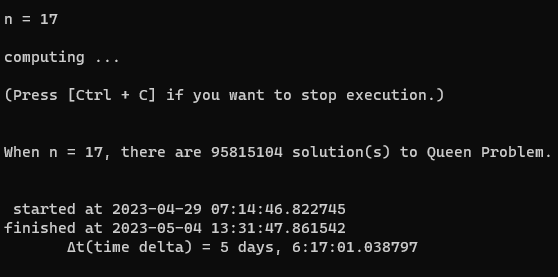 n = 17
computing ...
(Press [Ctrl + C] if you want to stop execution.)
When n = 17, there are 95815104 solution(s) to Queen Problem.
started at 2023-04-29 07:14:46.822745
finished at 2023-05-04 13:31:47.861542
Δt(time delta) = 5 days, 6:17:01.038797